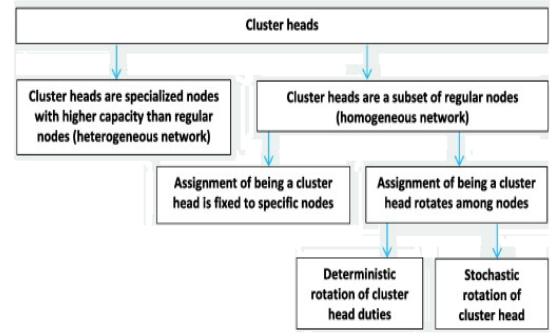 Cluster heads
Cluster heads are specialized nodes
with higher capacity than regular
nodes (heterogeneous network)
Cluster heads are a subset of regular nodes
(homogeneous network)
Assignment of being a cluster
head is fixed to specific nodes
Assignment of being a cluster
head rotates among nodes
Deterministic
rotation of cluster
head duties
Stochastic
rotation of
cluster head